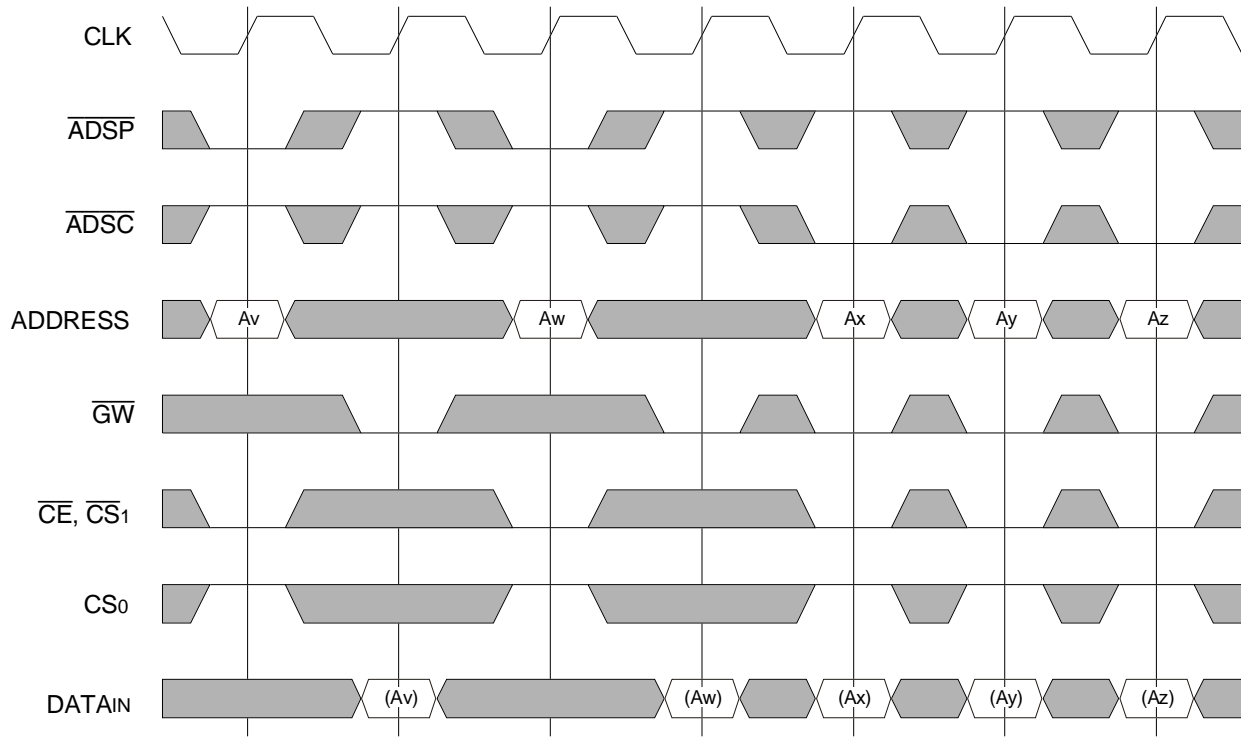 CLK
ADSP
ADSC
ADDRESS Av Aw Ax Ay Az
GW
CE, CS1
CS0
DATAIN (Av) (Aw) (Ax) (Ay) (Az)